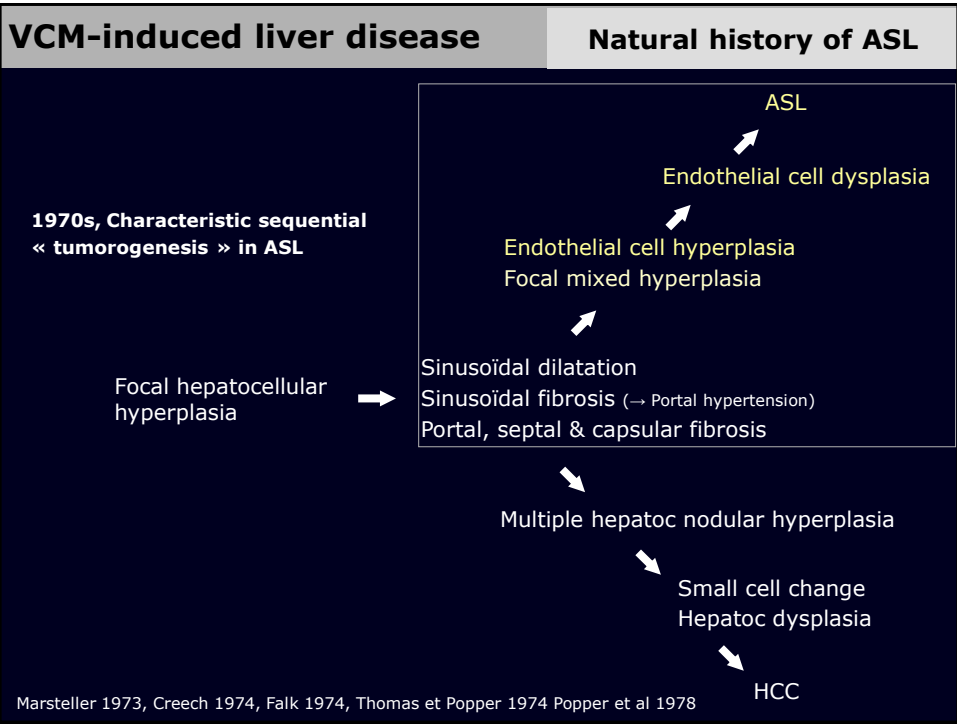 VCM-induced liver disease
Natural history of ASL
ASL
Endothelial cell dysplasia
1970s, Characteristic sequential
« tumorogenesis » in ASL
Endothelial cell hyperplasia
Focal mixed hyperplasia
Focal hepatocellular
hyperplasia
Sinusoïdal dilatation
Sinusoïdal fibrosis (→ Portal hypertension)
Portal, septal & capsular fibrosis
Multiple hepatoc nodular hyperplasia
Small cell change
Hepatoc dysplasia
HCC
Marsteller 1973, Creech 1974, Falk 1974, Thomas et Popper 1974 Popper et al 1978